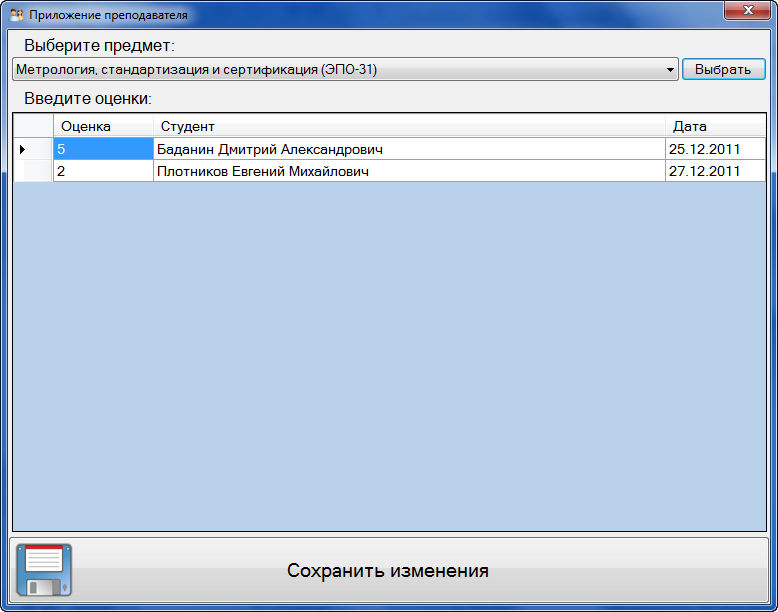 Приложение преподавателя
Выберите предмет:
Метрология, стандартизация и сертификация (ЭПО-31) Выбрать
Введите оценки:
Оценка Студент Дата
5 Баданин Дмитрий Александрович 25.12.2011
2 Плотников Евгений Михайлович 27.12.2011
Сохранить изменения